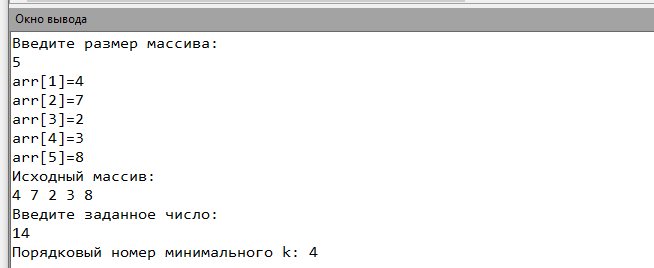 Окно вывода
Введите размер массива:
5
arr[1]=4
arr[2]=7
arr[3]=2
arr[4]=3
arr[5]=8
Исходный массив:
4 7 2 3 8
Введите заданное число:
14
Порядковый номер минимального k: 4